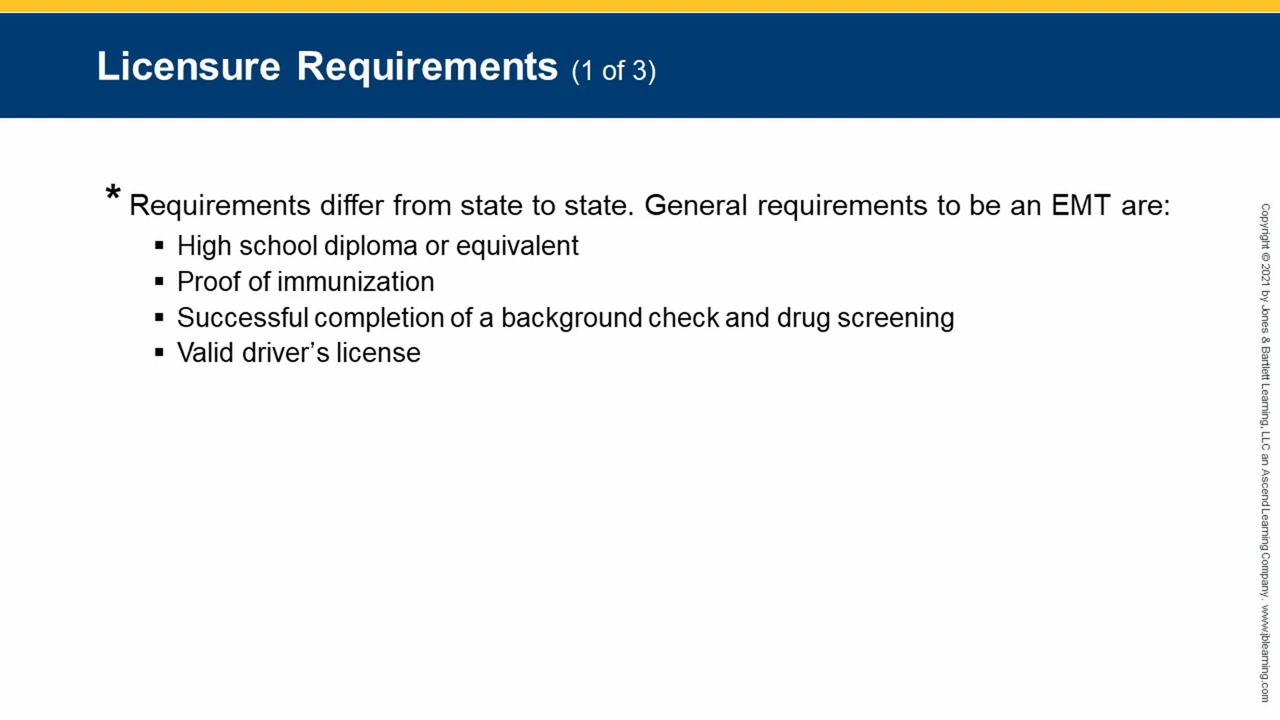 Licensure Requirements (1 of 3)
* Requirements differ from state to state. General requirements to be an EMT are:
▪ High school diploma or equivalent
▪ Proof of immunization
▪ Successful completion of a background check and drug screening
▪ Valid driver’s license
Copyright © 2021 by Jones & Bartlett Learning, LLC an Ascend Learning Company. www.jblearning.com